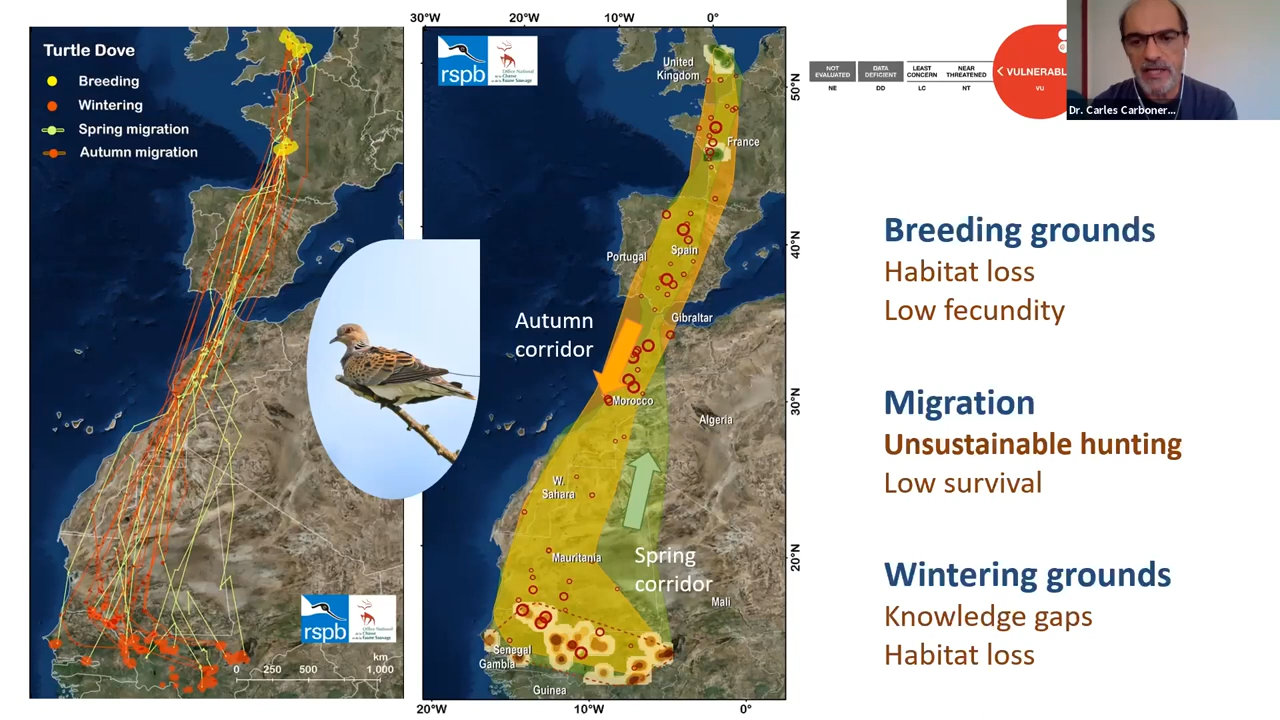 Turtle Dove
Breeding
Wintering
Spring migration
Autumn migration
rspb
km
0 250 500 1,000
30°W 20°W 10°W 0°
rspb
United
Kingdom
France
Spain
Portugal
Gibraltar
Autumn
corridor
Morocco
Algeria
W.
Sahara
Mauritania
Spring
corridor
Mali
Senegal
Gambia
Guinea
50°N
40°N
30°N
20°N
20°W 10°W 0°
NOT
EVALUATED
NE
DATA
DEFICIENT
DD
LEAST
CONCERN
LC
NEAR
THREATENED
NT
< VULNERABL
VU
Dr. Carles Carboner...
Breeding grounds
Habitat loss
Low fecundity
Migration
Unsustainable hunting
Low survival
Wintering grounds
Knowledge gaps
Habitat loss